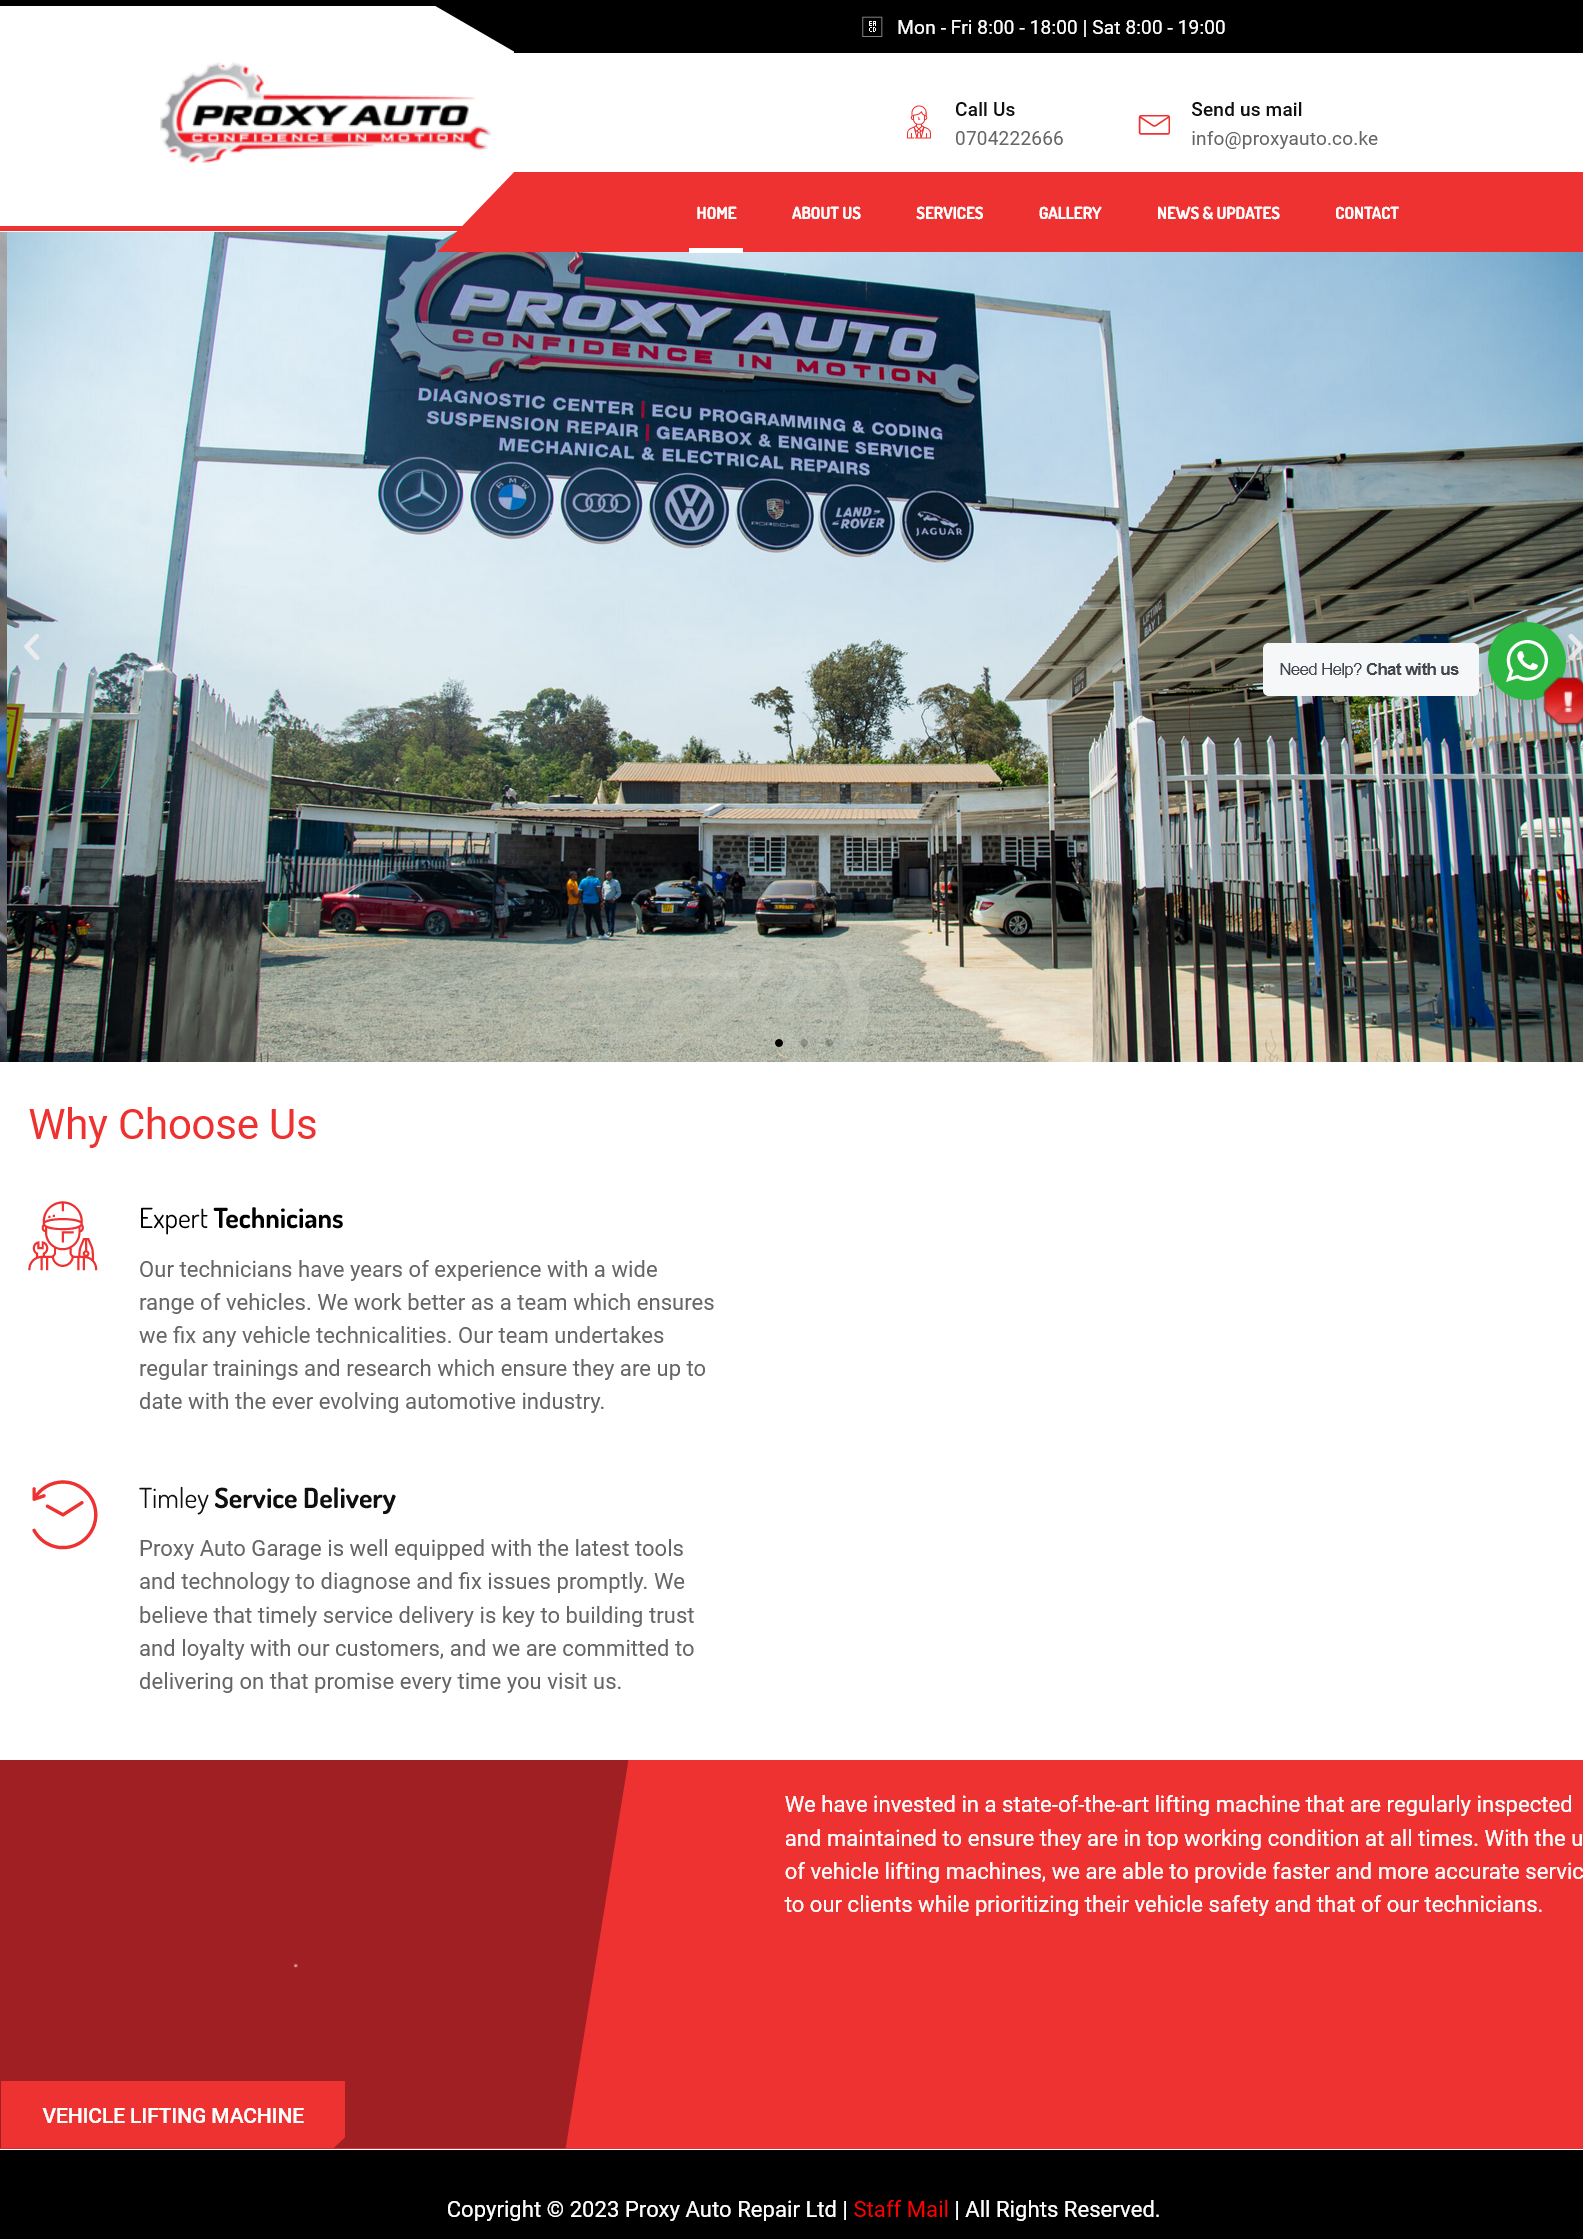 Mon - Fri 8:00 - 18:00 | Sat 8:00 - 19:00
PROXY AUTO
CONFIDENCE IN MOTION
Call Us
0704222666
Send us mail
info@proxyauto.co.ke
HOME ABOUT US SERVICES GALLERY NEWS & UPDATES CONTACT
PROXY AUTO
CONFIDENCE IN MOTION
DIAGNOSTIC CENTER | ECU PROGRAMMING & CODING
SUSPENSION REPAIR | GEARBOX & ENGINE SERVICE
MECHANICAL & ELECTRICAL REPAIRS
BMW
PORSCHE
LAND-
ROVER
JAGUAR
LIFTING
BAY 1
Need Help? Chat with us
Why Choose Us
Expert Technicians
Our technicians have years of experience with a wide
range of vehicles. We work better as a team which ensures
we fix any vehicle technicalities. Our team undertakes
regular trainings and research which ensure they are up to
date with the ever evolving automotive industry.
Timley Service Delivery
Proxy Auto Garage is well equipped with the latest tools
and technology to diagnose and fix issues promptly. We
believe that timely service delivery is key to building trust
and loyalty with our customers, and we are committed to
delivering on that promise every time you visit us.
We have invested in a state-of-the-art lifting machine that are regularly inspected
and maintained to ensure they are in top working condition at all times. With the u
of vehicle lifting machines, we are able to provide faster and more accurate servic
to our clients while prioritizing their vehicle safety and that of our technicians.
VEHICLE LIFTING MACHINE
Copyright © 2023 Proxy Auto Repair Ltd | Staff Mail | All Rights Reserved.